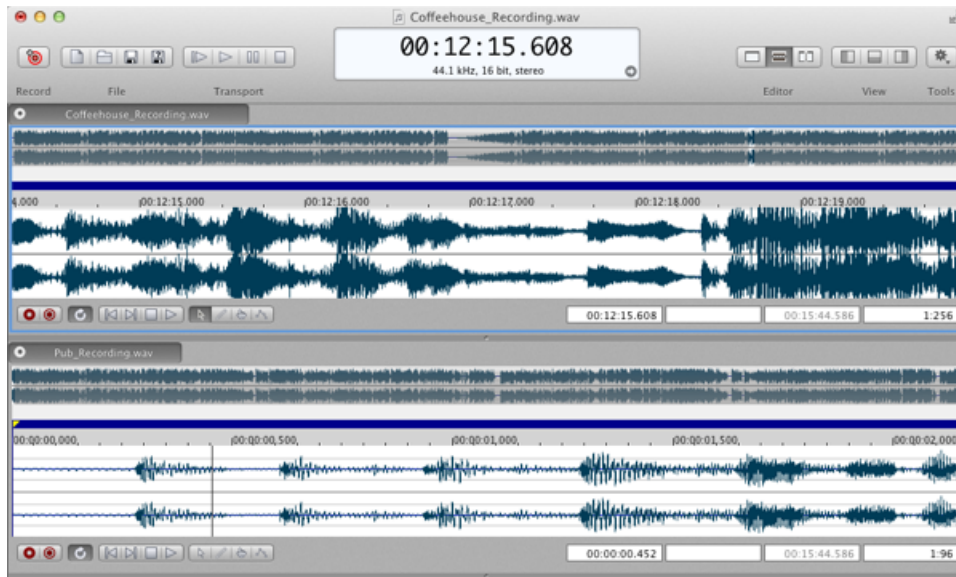 Coffeehouse_Recording.wav
00:12:15.608
44.1 kHz, 16 bit, stereo
Record File Transport Editor View Tools
Coffeehouse_Recording.wav
4.000 00:12:15.000 00:12:16.000 00:12:17.000 00:12:18.000 00:12:19.000
00:12:15.608 00:15:44.586 1:256
Pub_Recording.wav
00:00:00,000 00:00:00,500 00:00:01,000 00:00:01,500 00:00:02,000
00:00:00.452 00:15:44.586 1:96